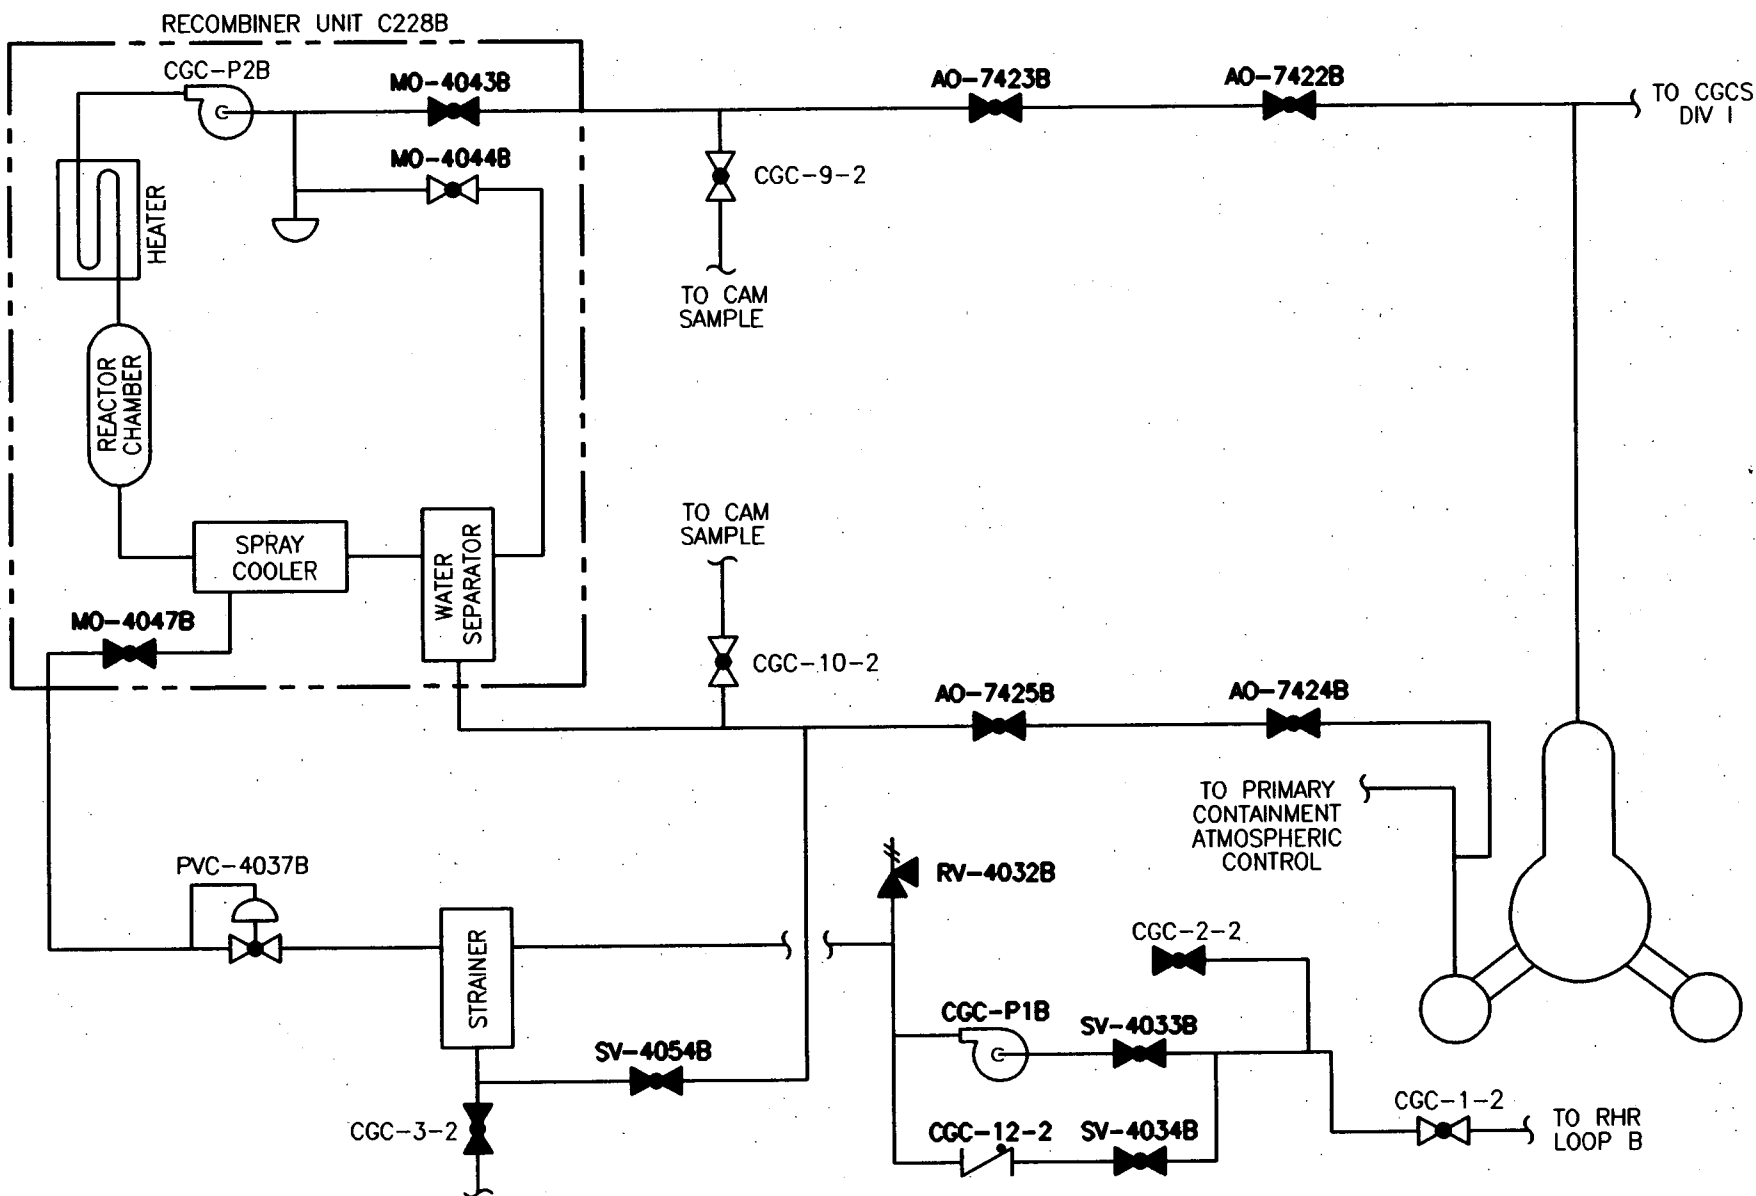 RECOMBINER UNIT C228B
CGC-P2B
MO-4043B
AO-7423B
AO-7422B
TO CGCS
DIV I
MO-4044B
CGC-9-2
HEATER
TO CAM
SAMPLE
REACTOR
CHAMBER
TO CAM
SAMPLE
SPRAY
COOLER
WATER
SEPARATOR
MO-4047B
CGC-10-2
AO-7425B
AO-7424B
TO PRIMARY
CONTAINMENT
ATMOSPHERIC
CONTROL
PVC-4037B
RV-4032B
STRAINER
CGC-2-2
CGC-P1B
SV-4033B
SV-4054B
CGC-1-2
TO RHR
LOOP B
CGC-3-2
CGC-12-2
SV-4034B
C
C